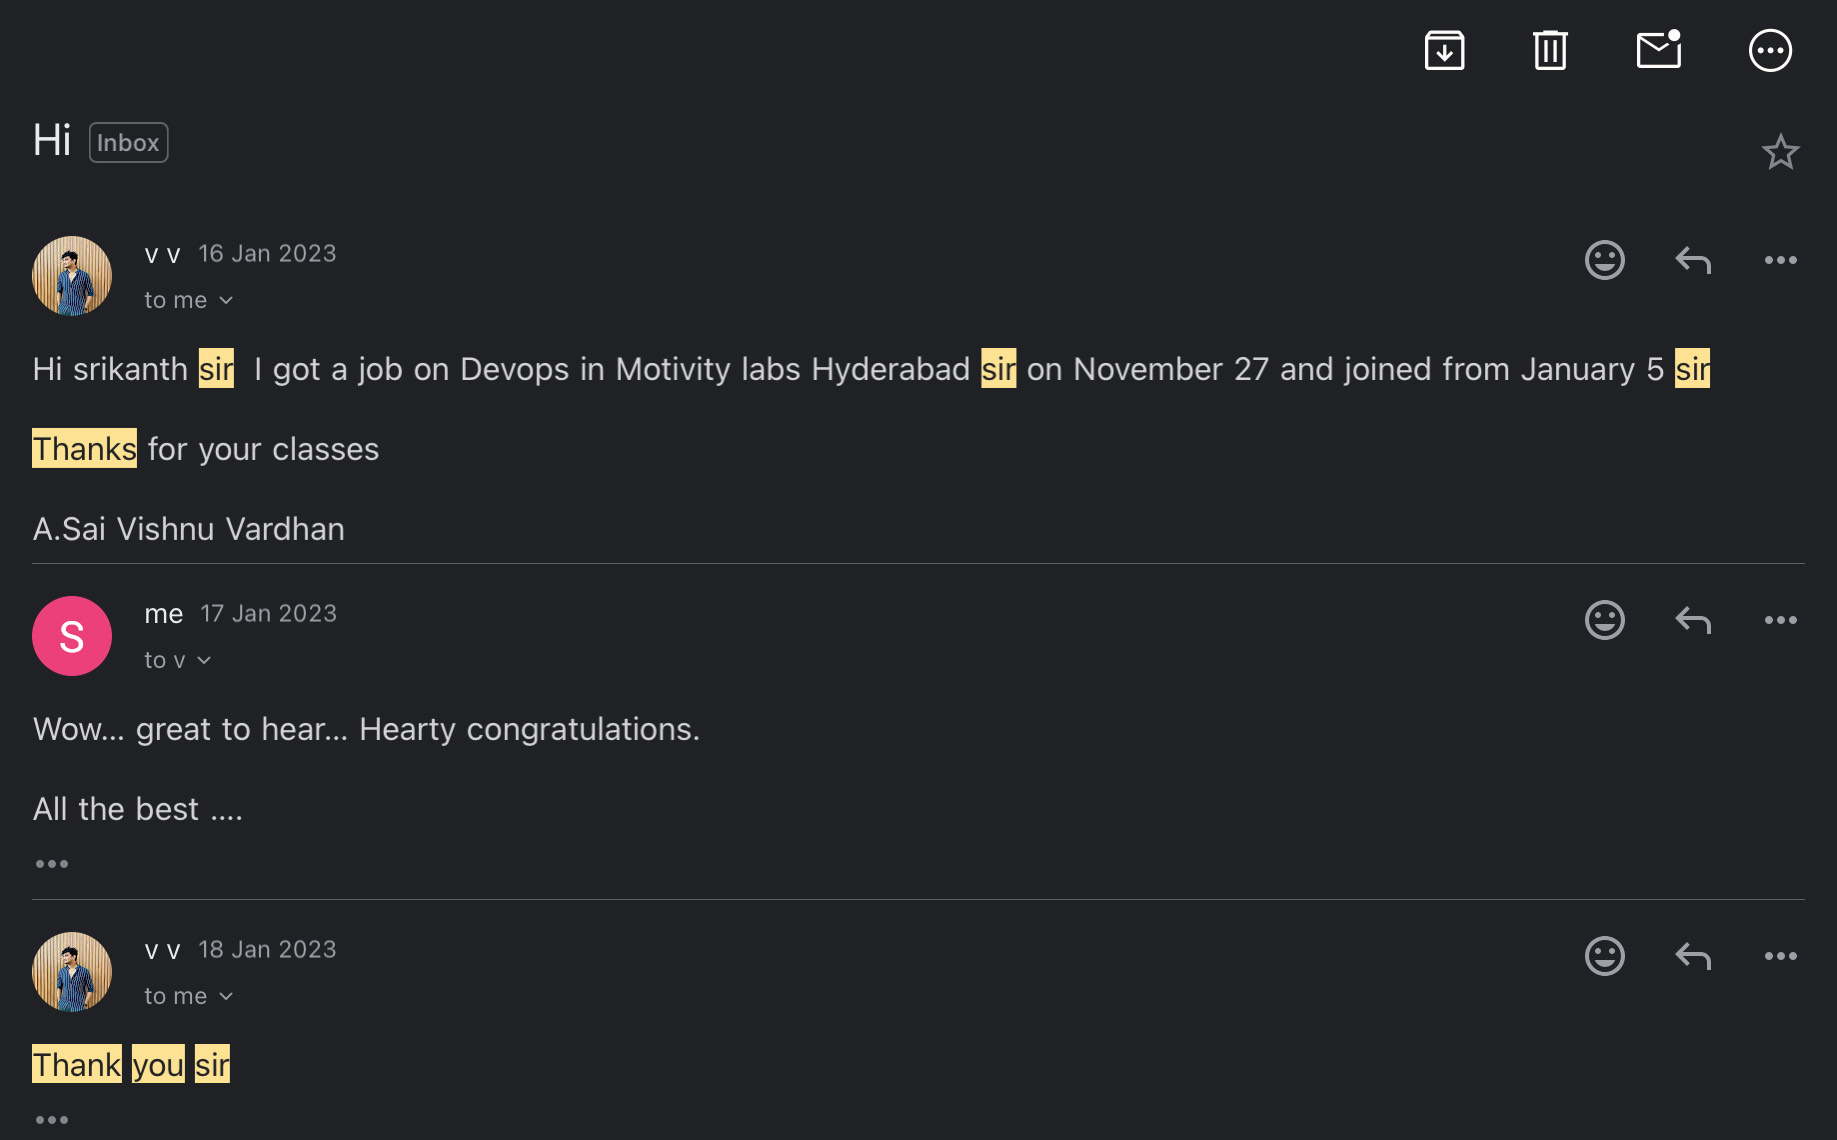 Hi Inbox
v v 16 Jan 2023
to me
Hi srikanth sir I got a job on Devops in Motivity labs Hyderabad sir on November 27 and joined from January 5 sir
Thanks for your classes
A.Sai Vishnu Vardhan
S
me 17 Jan 2023
to v
Wow... great to hear... Hearty congratulations.
All the best ....
v v 18 Jan 2023
to me
Thank you sir